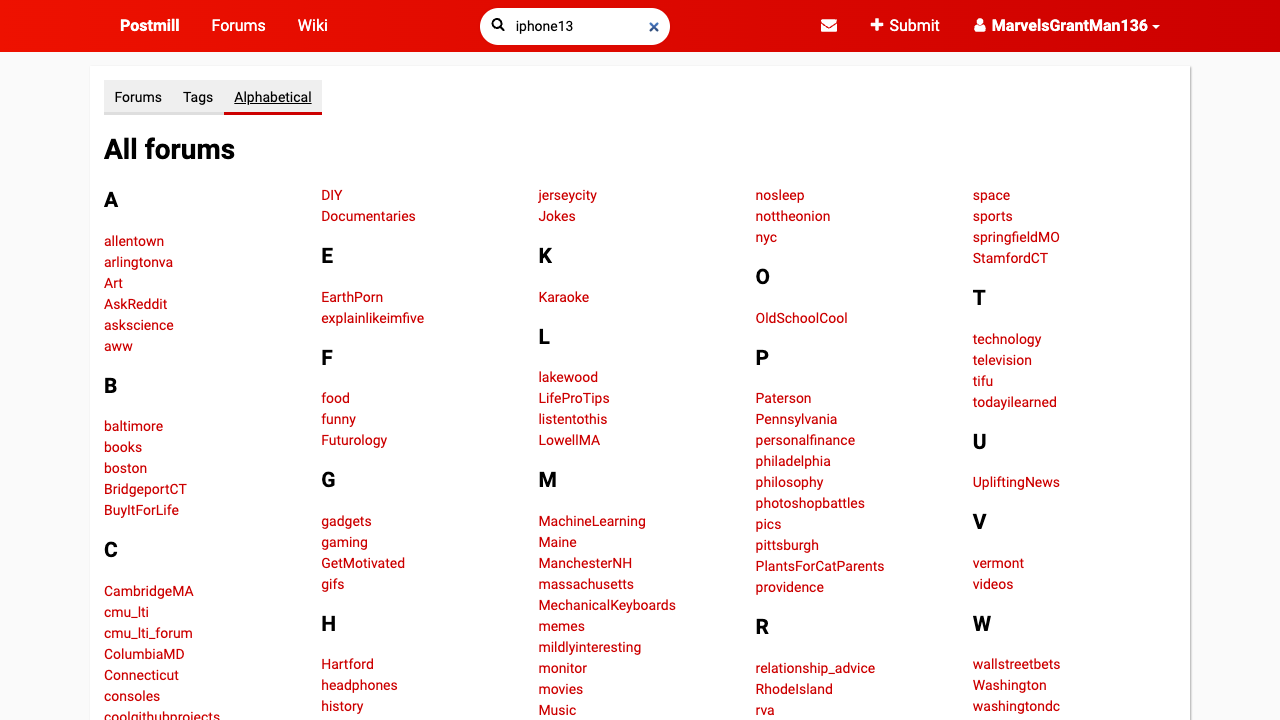 Postmill Forums Wiki iphone13 Submit MarvelsGrantMan136
Forums Tags Alphabetical
All forums
A
allentown
arlingtonva
Art
AskReddit
askscience
aww
B
baltimore
books
boston
BridgeportCT
BuyItForLife
C
CambridgeMA
cmu_lti
cmu_lti_forum
ColumbiaMD
Connecticut
consoles
coolgithubprojects
DIY
Documentaries
E
EarthPorn
explainlikeimfive
F
food
funny
Futurology
G
gadgets
gaming
GetMotivated
gifs
H
Hartford
headphones
history
jerseycity
Jokes
K
Karaoke
L
lakewood
LifeProTips
listentothis
LowellMA
M
MachineLearning
Maine
ManchesterNH
massachusetts
MechanicalKeyboards
memes
mildlyinteresting
monitor
movies
Music
nosleep
nottheonion
nyc
O
OldSchoolCool
P
Paterson
Pennsylvania
personalfinance
philadelphia
philosophy
photoshopbattles
pics
pittsburgh
PlantsForCatParents
providence
R
relationship_advice
RhodeIsland
rva
space
sports
springfieldMO
StamfordCT
T
technology
television
tifu
todayilearned
U
UpliftingNews
V
vermont
videos
W
wallstreetbets
Washington
washingtondc